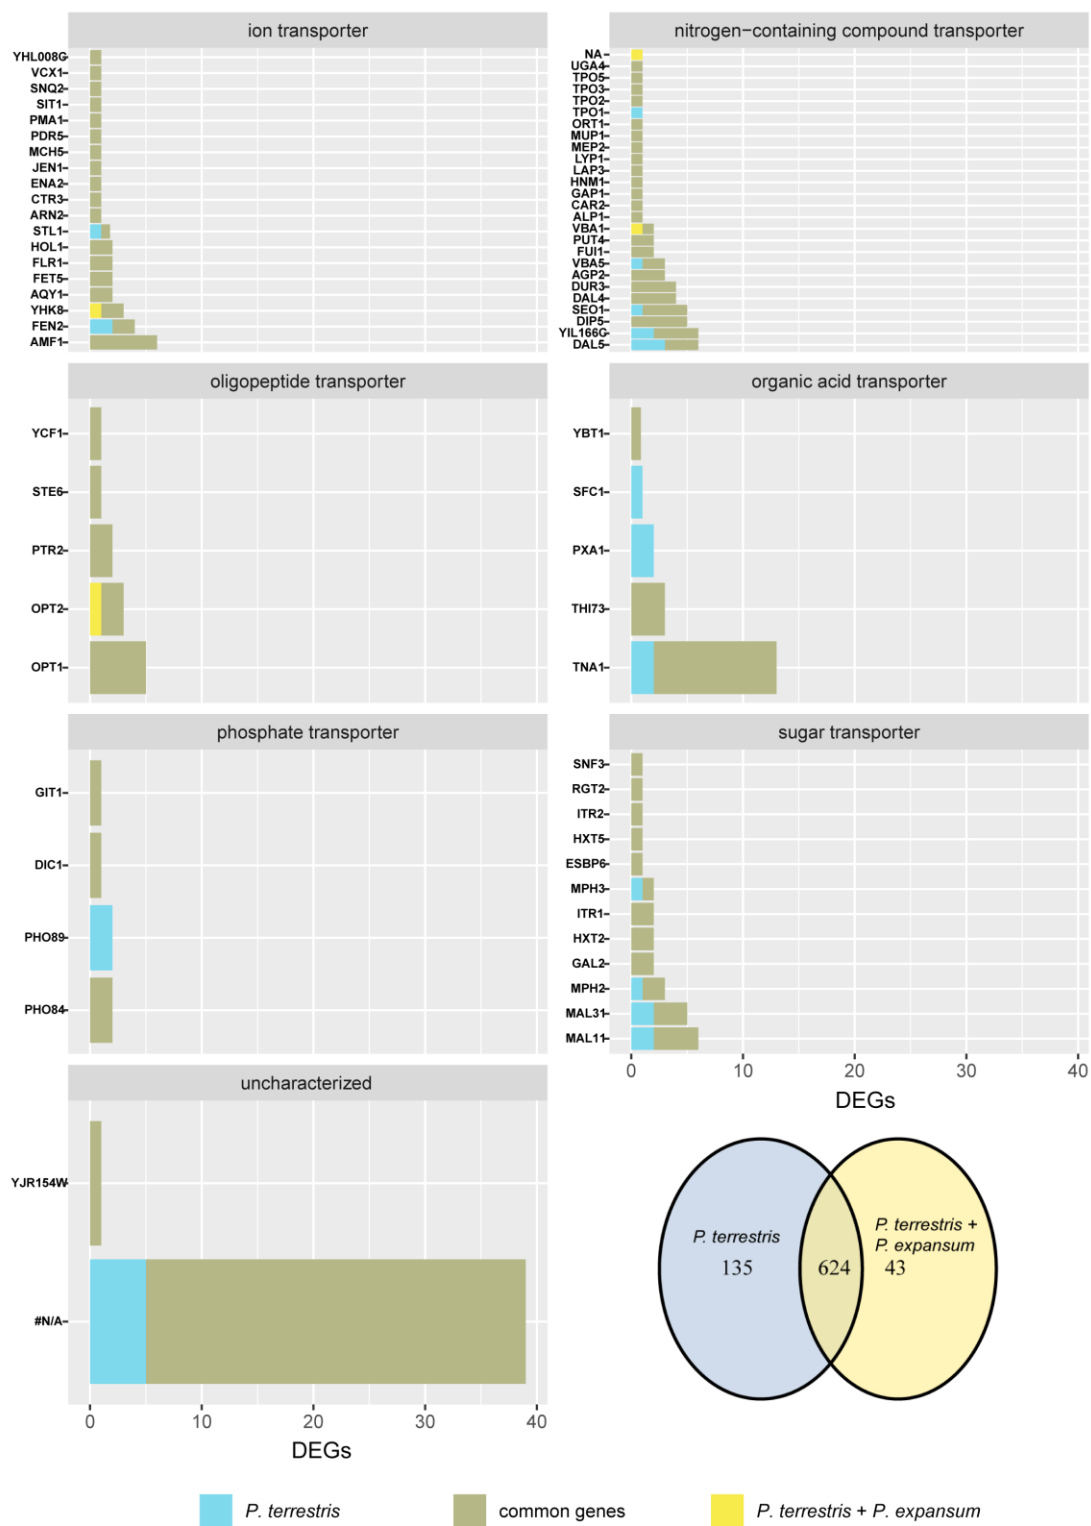 ion transporter
YHL008C
VCX1
SNQ2
SIT1
PMA1
PDR5
MCH5
JEN1
ENA2
CTR3
ARN2
STL1
HOL1
FLR1
FET5
AQY1
YHK8
FEN2
AMF1
nitrogen−containing compound transporter
NA
UGA4
TPO5
TPO3
TPO2
TPO1
ORT1
MUP1
MEP2
LYP1
LAP3
HNM1
GAP1
CAR2
ALP1
VBA1
PUT4
FUI1
VBA5
AGP2
DUR3
DAL4
SEO1
DIP5
YIL166C
DAL5
oligopeptide transporter
YCF1
STE6
PTR2
OPT2
OPT1
organic acid transporter
YBT1
SFC1
PXA1
THI73
TNA1
phosphate transporter
GIT1
DIC1
PHO89
PHO84
sugar transporter
SNF3
RGT2
ITR2
HXT5
ESBP6
MPH3
ITR1
HXT2
GAL2
MPH2
MAL31
MAL11
0 10 20 30 40
DEGs
uncharacterized
YJR154W
#N/A
0 10 20 30 40
DEGs
P. terrestris
135
624
P. terrestris +
P. expansum
43
P. terrestris
common genes
P. terrestris + P. expansum